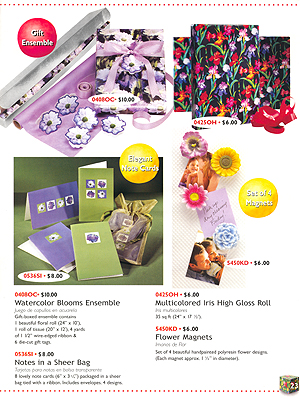 Gift
Ensemble
0408OC • $10.00
0425OH • $6.00
Elegant
Note Cards
Set of 4
Magnets
0536SI • $8.00
5450KD • $6.00
0408OC • $10.00
Watercolor Blooms Ensemble
Juego de capullos en acuarela
Gift-boxed ensemble contains
1 beautiful floral roll (24" x 10'),
1 roll of tissue (20" x 12'), 4 yards
of 1 1/2" wire-edged ribbon &
6 die-cut gift tags.
0536SI • $8.00
Notes in a Sheer Bag
Tarjetas para notas en bolsa transparente
8 lovely note cards (6" x 3 1/2") packaged in a sheer
bag tied with a ribbon. Includes envelopes. 4 designs.
0425OH • $6.00
Multicolored Iris High Gloss Roll
Iris multicolores
35 sq ft (24" x 17 1/2').
5450KD • $6.00
Flower Magnets
Imanes de Flor
Set of 4 beautiful handpainted polyresin flower designs.
(Each magnet approx. 1 3/4" in diameter).
23